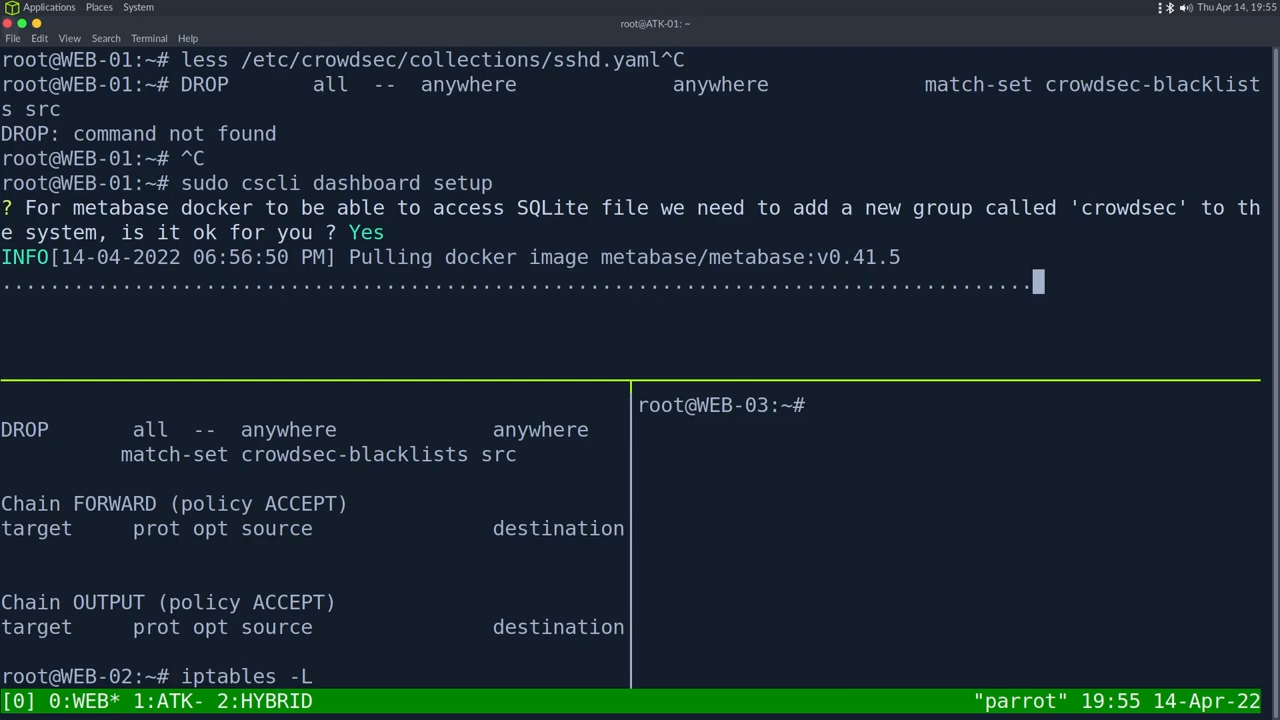 Applications Places System
Thu Apr 14, 19:55
root@ATK-01: ~
File Edit View Search Terminal Help
root@WEB-01:~# less /etc/crowdsec/collections/sshd.yaml^C
root@WEB-01:~# DROP       all  --  anywhere             anywhere             match-set crowdsec-blacklist
s src
DROP: command not found
root@WEB-01:~# ^C
root@WEB-01:~# sudo cscli dashboard setup
? For metabase docker to be able to access SQLite file we need to add a new group called 'crowdsec' to th
e system, is it ok for you ? Yes
INFO[14-04-2022 06:56:50 PM] Pulling docker image metabase/metabase:v0.41.5
......................................................................................
root@WEB-03:~#
DROP       all  --  anywhere             anywhere
          match-set crowdsec-blacklists src
Chain FORWARD (policy ACCEPT)
target     prot opt source               destination
Chain OUTPUT (policy ACCEPT)
target     prot opt source               destination
root@WEB-02:~# iptables -L
[0] 0:WEB* 1:ATK- 2:HYBRID
"parrot" 19:55 14-Apr-22